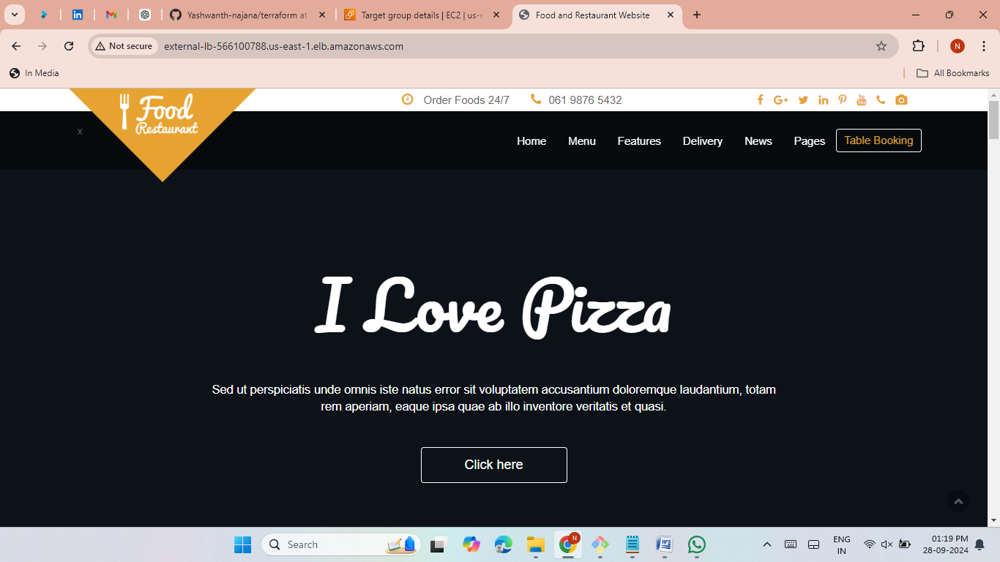 Yashwanth-najana/terraform at
Target group details | EC2 | us-e
Food and Restaurant Website
Not secure
external-lb-566100788.us-east-1.elb.amazonaws.com
N
In Media
All Bookmarks
Food
Restaurant
Order Foods 24/7
061 9876 5432
x
Home
Menu
Features
Delivery
News
Pages
Table Booking
I Love Pizza
Sed ut perspiciatis unde omnis iste natus error sit voluptatem accusantium doloremque laudantium, totam
rem aperiam, eaque ipsa quae ab illo inventore veritatis et quasi.
Click here
Search
N
ENG
IN
01:19 PM
28-09-2024